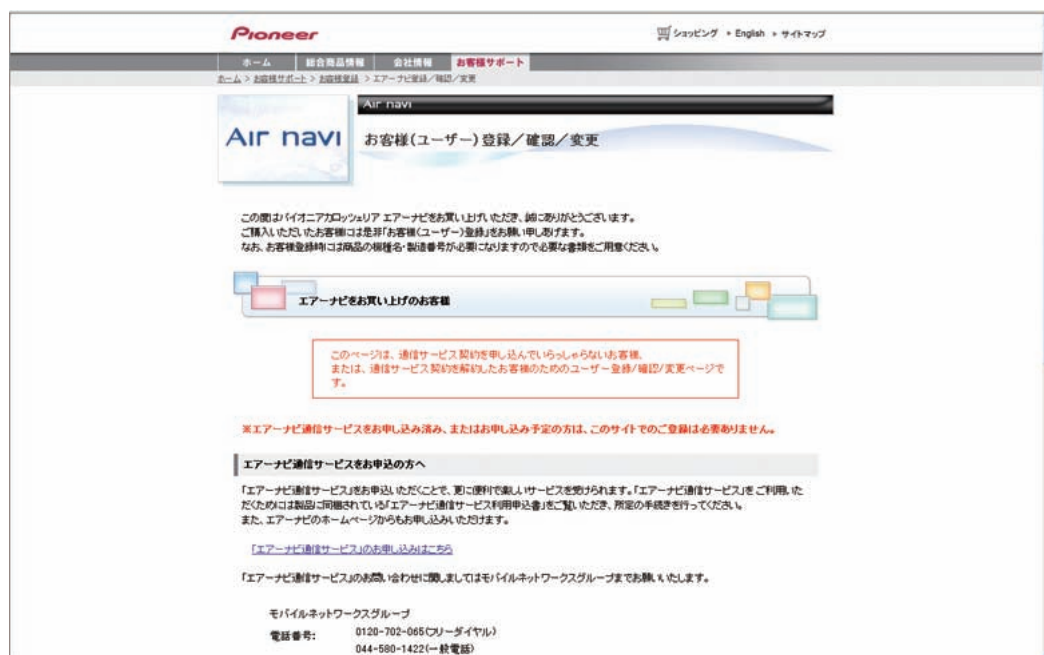 Pioneer
ショッピング ・ English » サイトマップ
ホーム 総合商品情報 会社情報 お客様サポート
ホーム > お客様サポート > お客様登録 > エアーナビ登録／確認／変更
Air navi
Air navi
お客様(ユーザー)登録／確認／変更
この度はパイオニアカロッツェリア エアーナビをお買い上げいただき、誠にありがとうございます。
ご購入いただいたお客様には是非「お客様(ユーザー)登録」をお願い申しあげます。
なお、お客様登録時には商品の機種名・製造番号が必要になりますので必要な書類をご用意ください。
エアーナビをお買い上げのお客様
このページは、通信サービス契約を申し込んでいらっしゃらないお客様、
または、通信サービス契約を解約したお客様のためのユーザー登録/確認/変更ページで
す。
※エアーナビ通信サービスをお申し込み済み、またはお申し込み予定の方は、このサイトでのご登録は必要ありません。
エアーナビ通信サービスをお申込の方へ
「エアーナビ通信サービス」をお申込いただくことで、更に便利で楽しいサービスを受けられます。「エアーナビ通信サービス」をご利用いた
だくためには製品に同梱されている「エアーナビ通信サービス利用申込書」をご覧いただき、所定の手続きを行ってください。
また、エアーナビのホームページからもお申し込みいただけます。
「エアーナビ通信サービス」のお申し込みはこちら
「エアーナビ通信サービス」のお問い合わせに関しましてはモバイルネットワークスグループまでお願いいたします。
モバイルネットワークスグループ
電話番号: 0120-702-065(フリーダイヤル)
044-580-1422(一般電話)